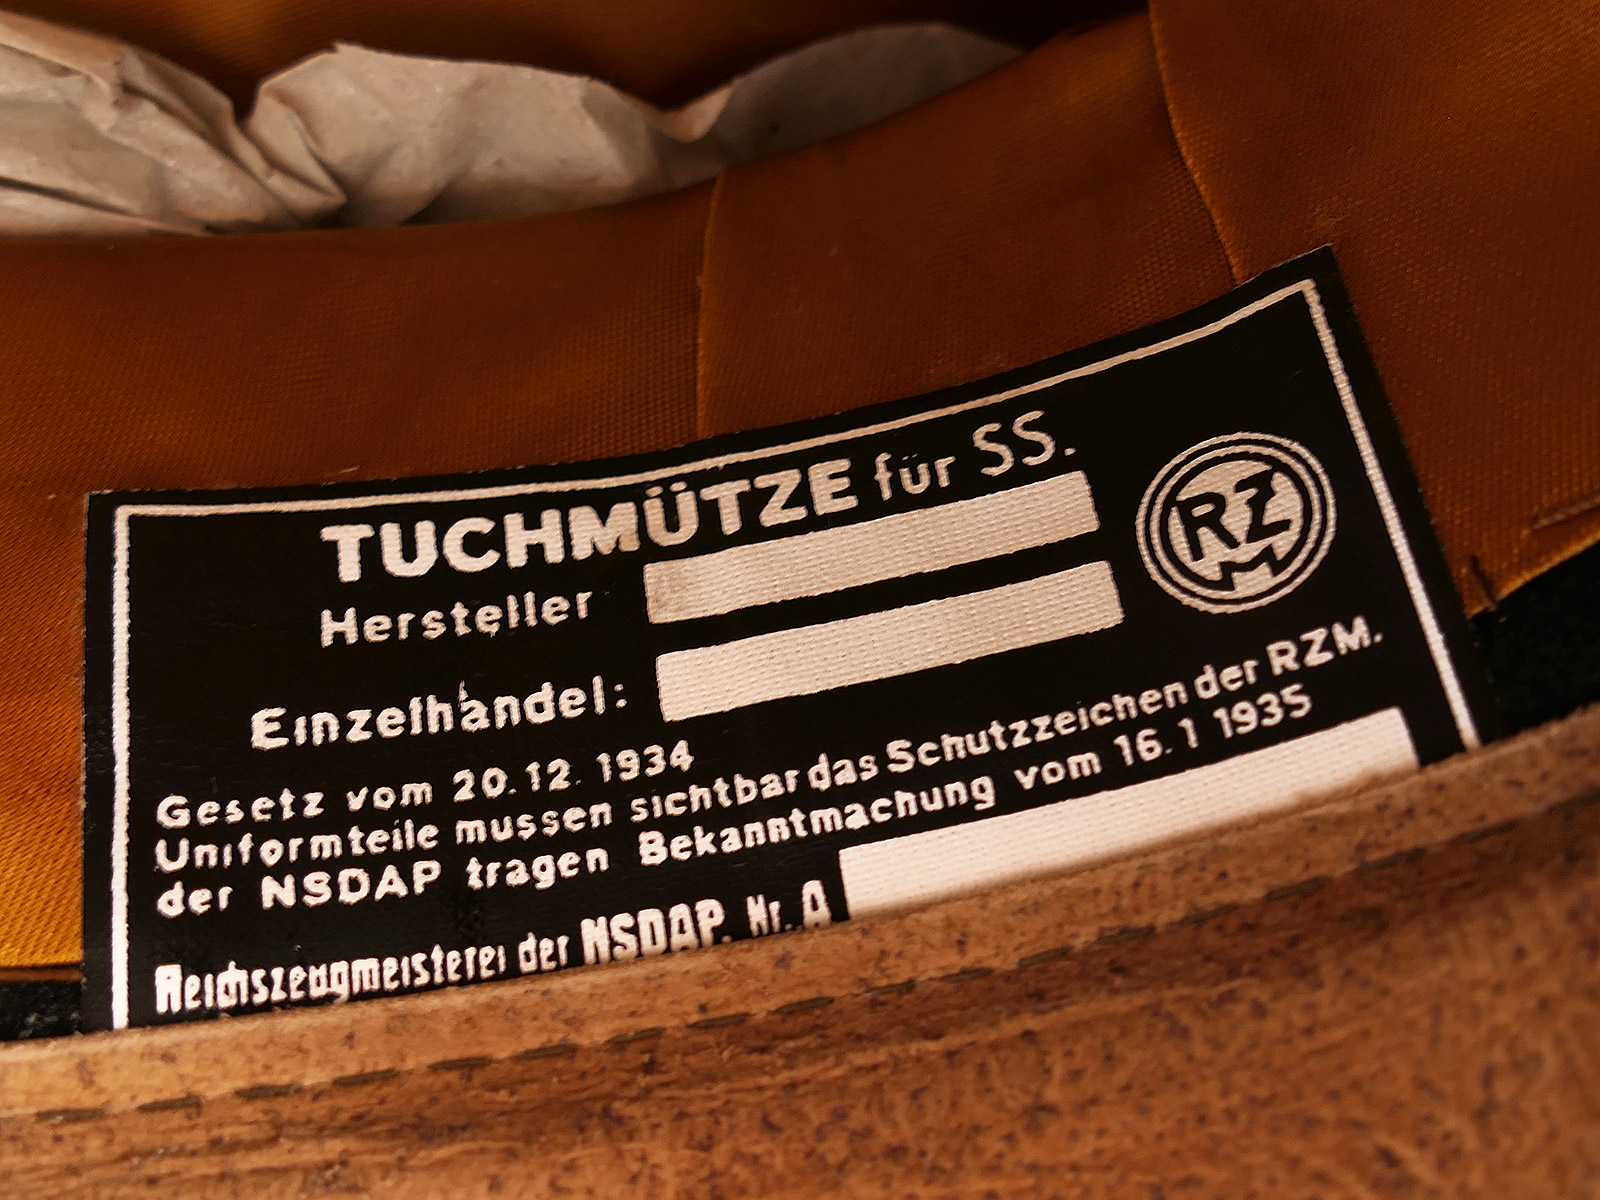 TUCHMÜTZE für SS.
RZM
Hersteller
Einzelhandel:
Gesetz vom 20.12.1934
Uniformteile mussen sichtbar das Schutzzeichen der RZM.
der NSDAP tragen Bekanntmachung vom 16.1 1935
Reichszeugmeisterei der NSDAP. Nr. A